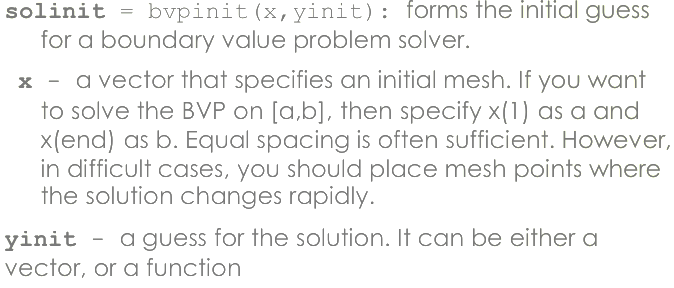 solinit = bvpinit(x,yinit): forms the initial guess
for a boundary value problem solver.
x - a vector that specifies an initial mesh. If you want
to solve the BVP on [a,b], then specify x(1) as a and
x(end) as b. Equal spacing is often sufficient. However,
in difficult cases, you should place mesh points where
the solution changes rapidly.
yinit - a guess for the solution. It can be either a
vector, or a function